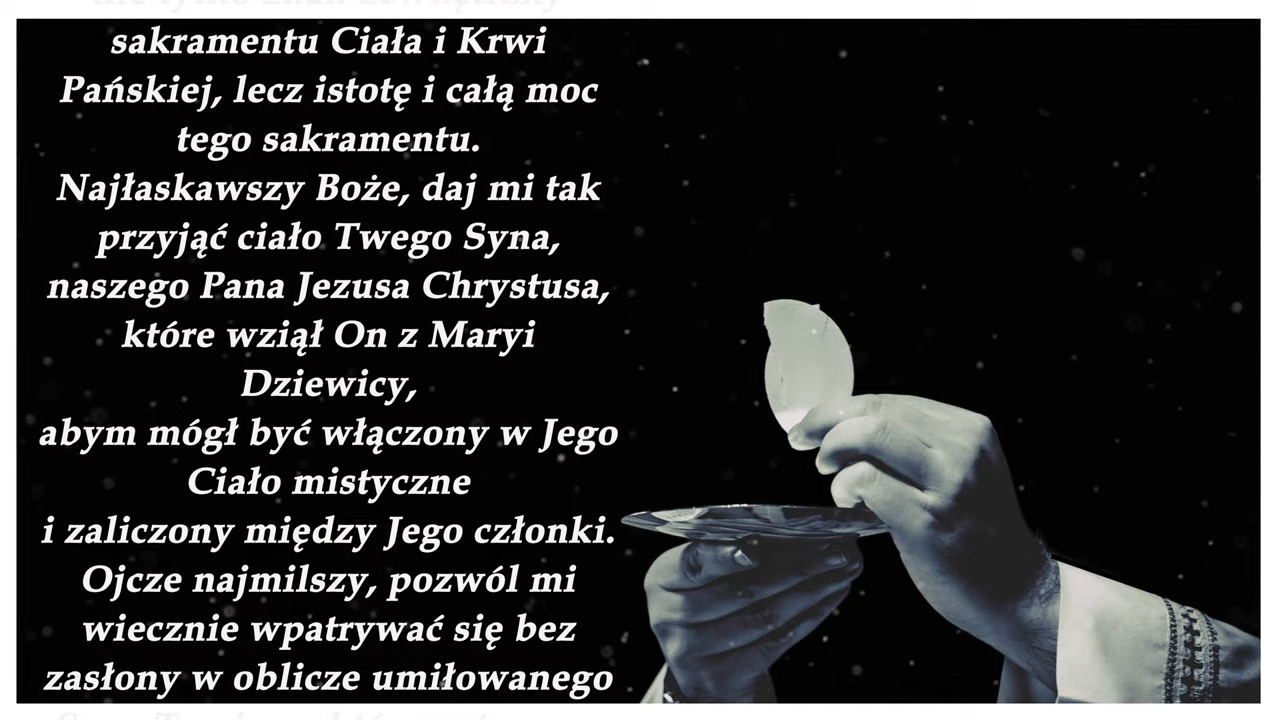 sakramentu Ciała i Krwi
Pańskiej, lecz istotę i całą moc
tego sakramentu.
Najłaskawszy Boże, daj mi tak
przyjąć ciało Twego Syna,
naszego Pana Jezusa Chrystusa,
które wziął On z Maryi
Dziewicy,
abym mógł być włączony w Jego
Ciało mistyczne
i zaliczony między Jego członki.
Ojcze najmilszy, pozwól mi
wiecznie wpatrywać się bez
zasłony w oblicze umiłowanego